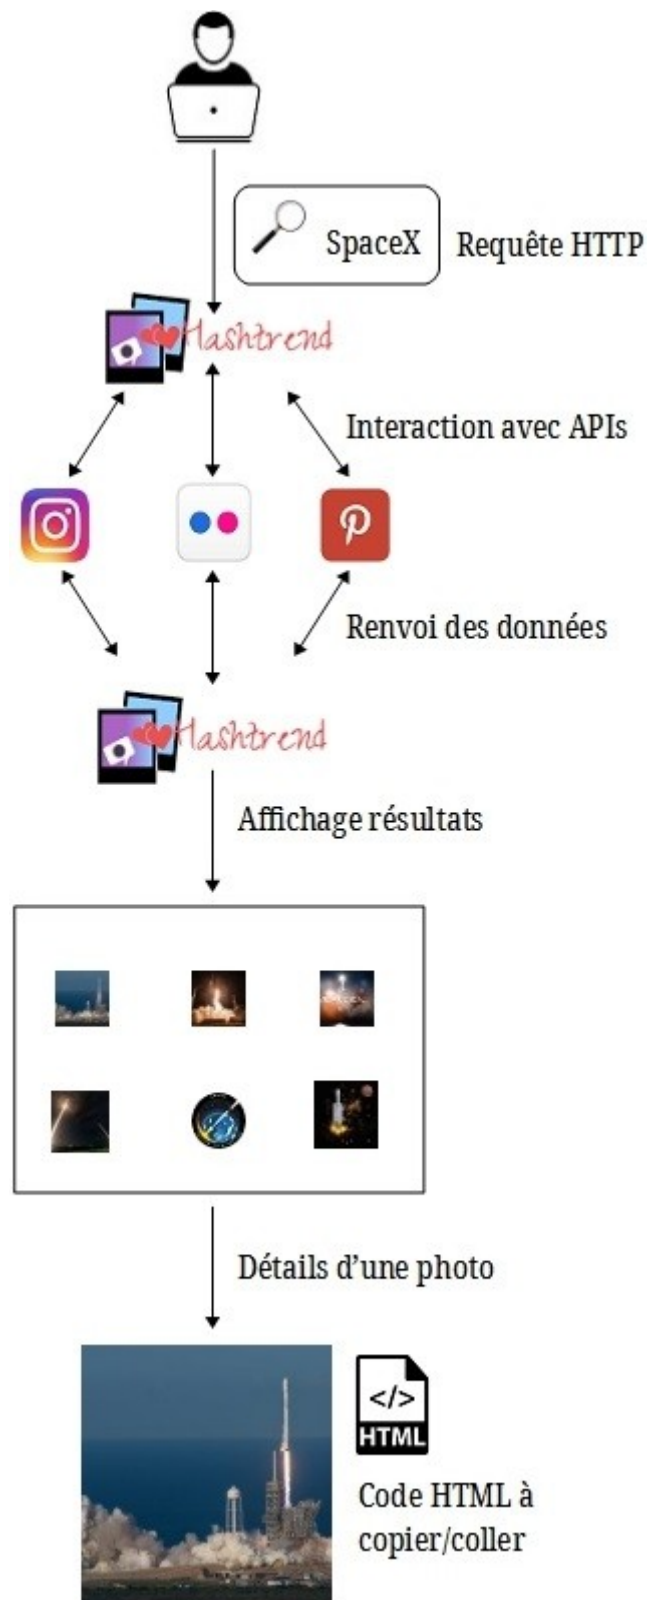 SpaceX
Requête HTTP
Hashtrend
Interaction avec APIs
Renvoi des données
Hashtrend
Affichage résultats
Détails d’une photo
</>
HTML
Code HTML à
copier/coller